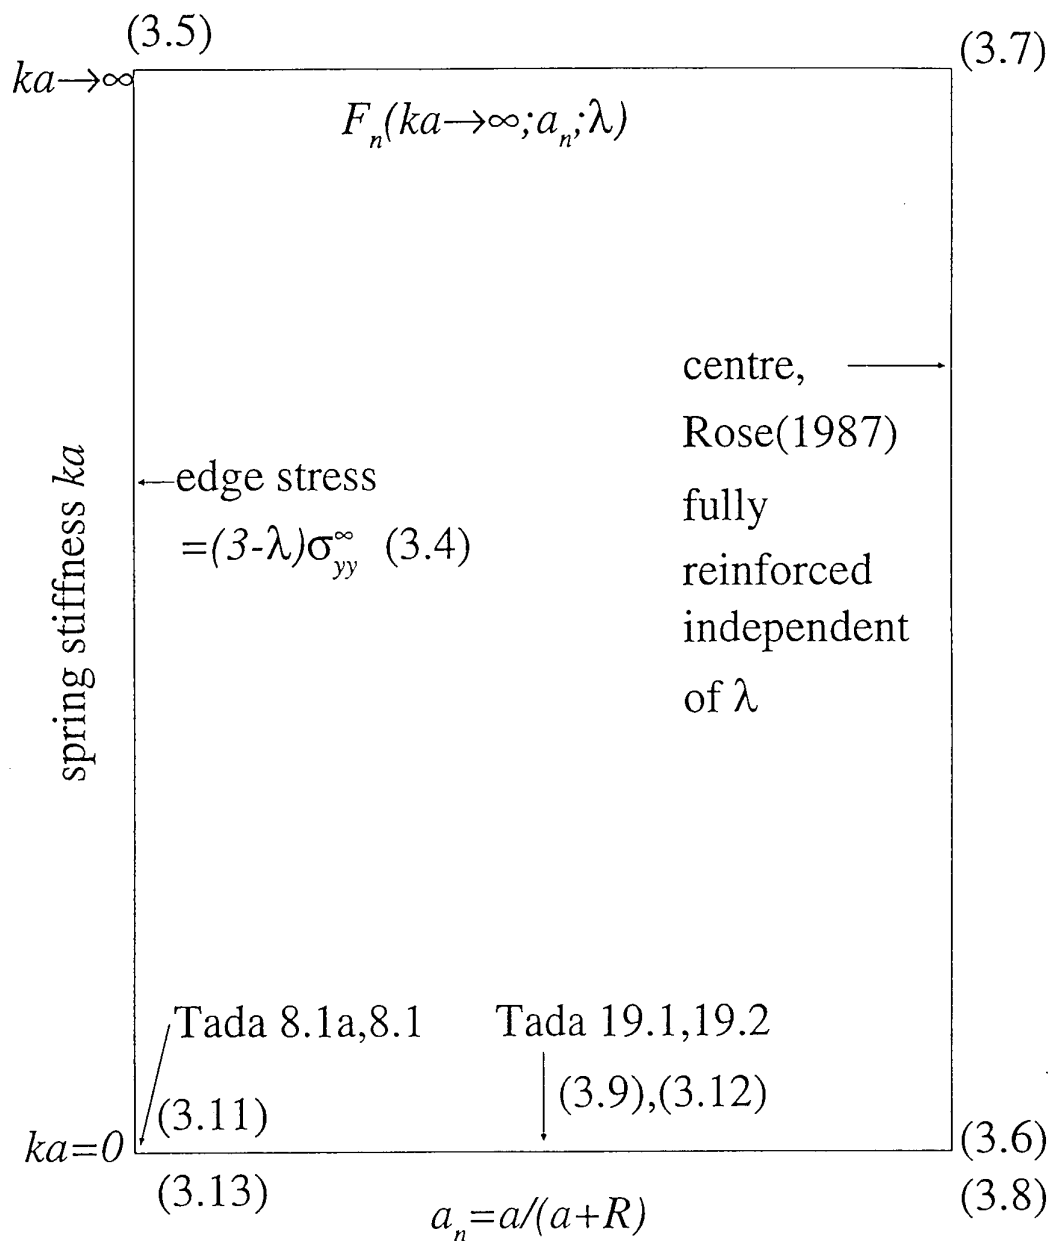 (3.5)
(3.7)
ka→∞
F_n(ka→∞;a_n;λ)
centre,
Rose(1987)
fully
reinforced
independent
of λ
spring stiffness ka
edge stress
=(3-λ)σ_yy^∞ (3.4)
Tada 8.1a,8.1
Tada 19.1,19.2
(3.9),(3.12)
(3.11)
ka=0
(3.6)
(3.13)
(3.8)
a_n=a/(a+R)